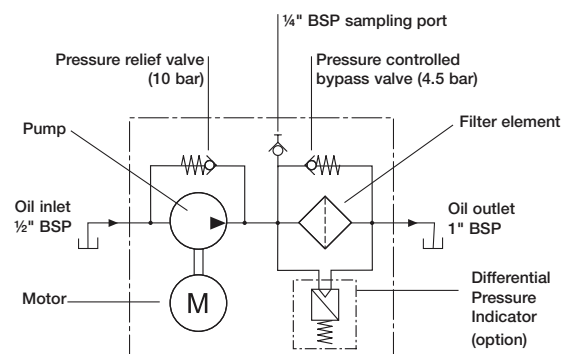 ¼" BSP sampling port
Pressure relief valve
(10 bar)
Pressure controlled
bypass valve (4.5 bar)
Pump
Filter element
Oil inlet
½" BSP
Oil outlet
1" BSP
Motor
M
Differential
Pressure
Indicator
(option)